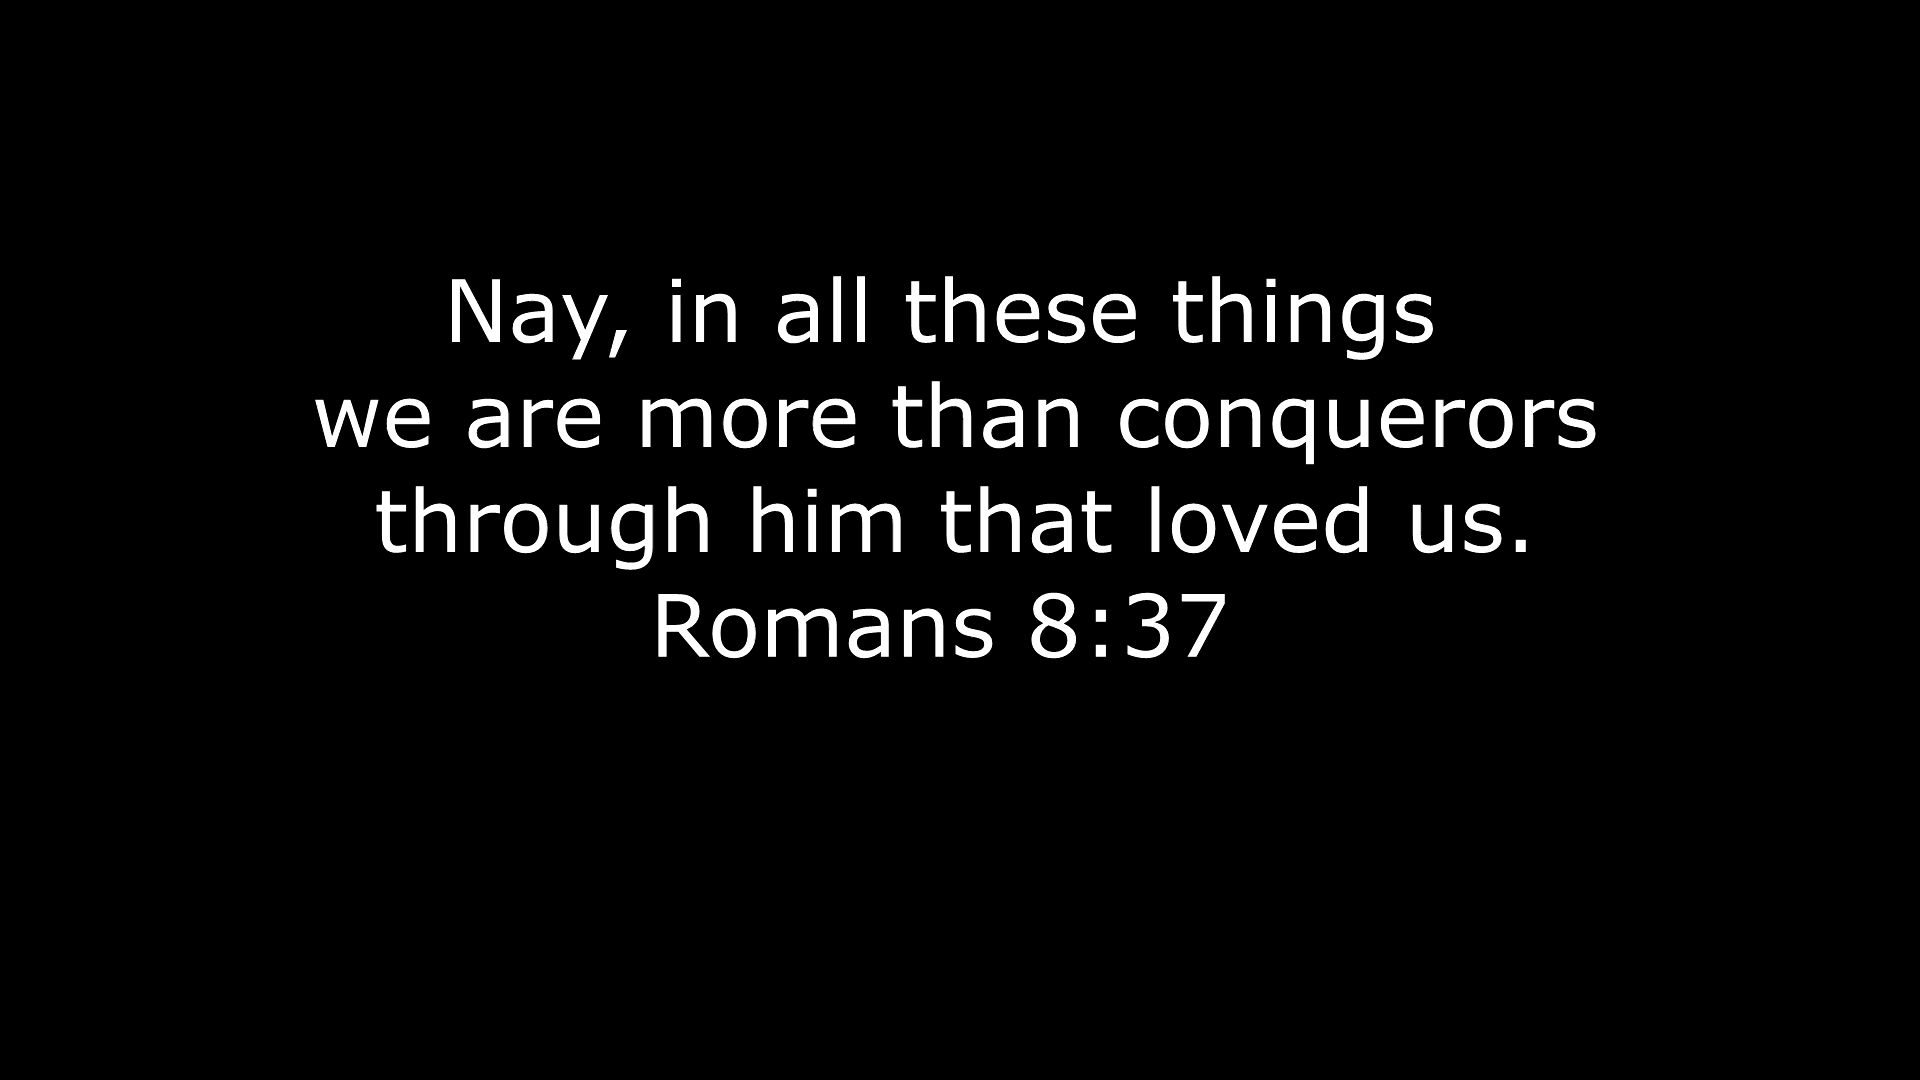 Nay, in all these things
we are more than conquerors
through him that loved us.
Romans 8:37